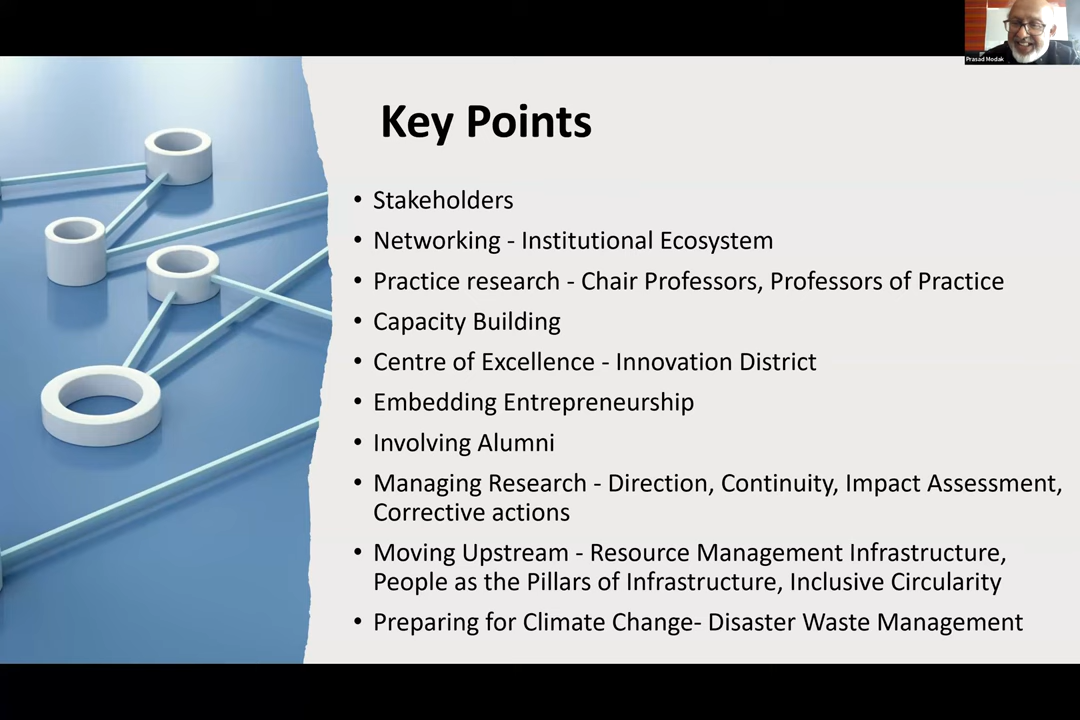 Prasad Modak
Key Points
• Stakeholders
• Networking - Institutional Ecosystem
• Practice research - Chair Professors, Professors of Practice
• Capacity Building
• Centre of Excellence - Innovation District
• Embedding Entrepreneurship
• Involving Alumni
• Managing Research - Direction, Continuity, Impact Assessment,
Corrective actions
• Moving Upstream - Resource Management Infrastructure,
People as the Pillars of Infrastructure, Inclusive Circularity
• Preparing for Climate Change- Disaster Waste Management